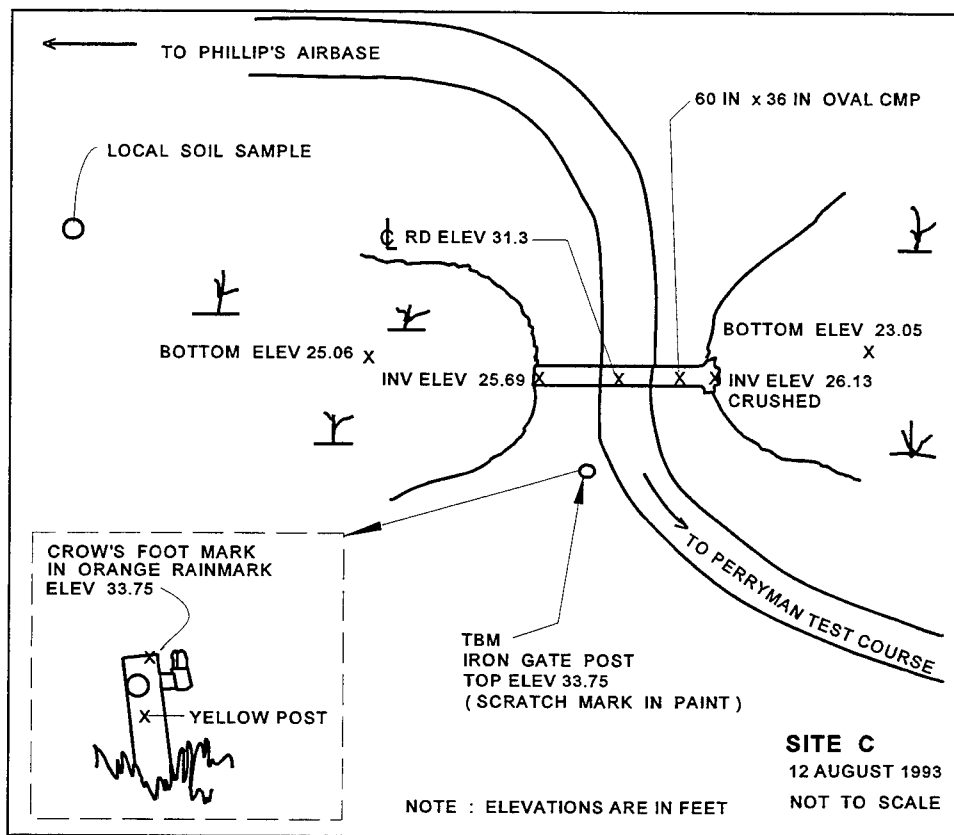 TO PHILLIP'S AIRBASE
60 IN x 36 IN OVAL CMP
LOCAL SOIL SAMPLE
℄ RD ELEV 31.3
BOTTOM ELEV 23.05
BOTTOM ELEV 25.06 X
INV ELEV 25.69
INV ELEV 26.13
CRUSHED
CROW'S FOOT MARK
IN ORANGE RAINMARK
ELEV 33.75
YELLOW POST
TO PERRYMAN TEST COURSE
TBM
IRON GATE POST
TOP ELEV 33.75
( SCRATCH MARK IN PAINT )
SITE C
12 AUGUST 1993
NOT TO SCALE
NOTE : ELEVATIONS ARE IN FEET